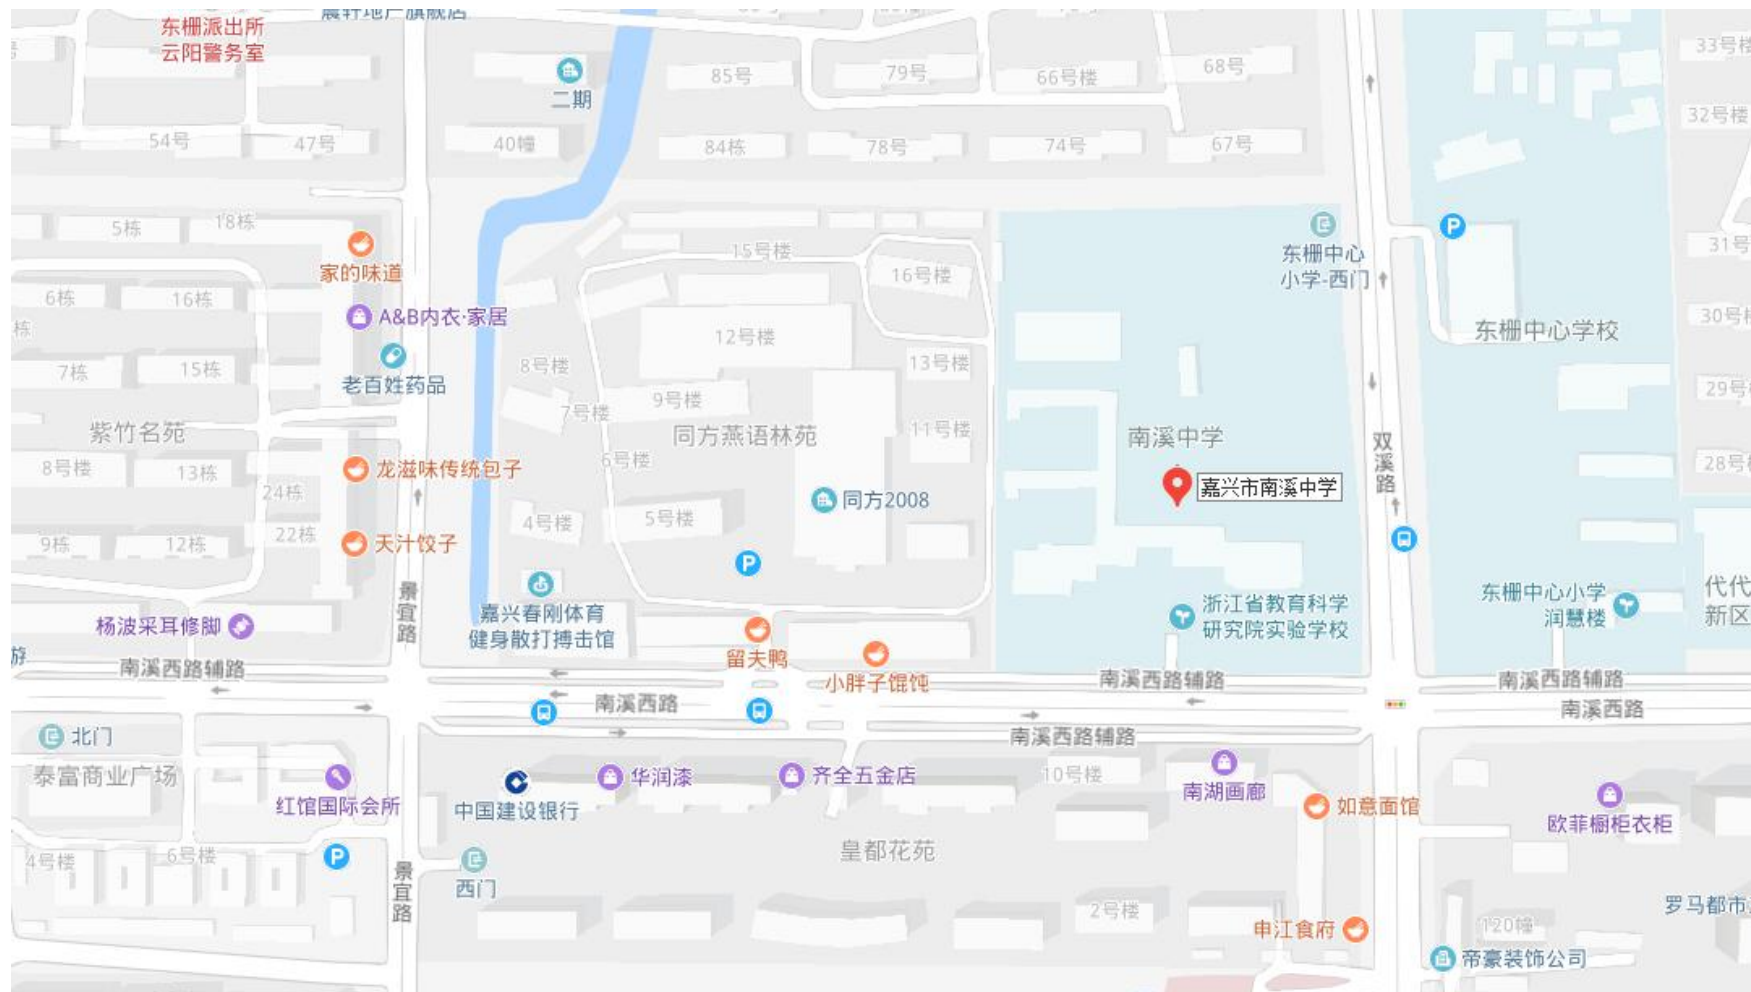 晨轩地产旗舰店
东栅派出所
云阳警务室
二期
85号
79号
66号楼
68号
33号楼
32号楼
54号
47号
40幢
84栋
78号
74号
67号
5栋
18栋
家的味道
15号楼
16号楼
东栅中心
小学-西门
P
31号
6栋
16栋
栋
A&B内衣·家居
12号楼
东栅中心学校
30号
7栋
15栋
老百姓药品
8号楼
13号楼
29号
7号楼
9号楼
紫竹名苑
同方燕语林苑
11号楼
南溪中学
双溪路
8号楼
13栋
龙滋味传统包子
6号楼
28号
24栋
嘉兴市南溪中学
同方2008
22栋
4号楼
5号楼
9栋
12栋
天汁饺子
P
景宜路
嘉兴春刚体育
健身散打搏击馆
浙江省教育科学
研究院实验学校
东栅中心小学
润慧楼
代代
新区
杨波采耳修脚
留夫鸭
游
南溪西路辅路
小胖子馄饨
南溪西路辅路
南溪西路辅路
南溪西路
南溪西路
南溪西路辅路
北门
泰富商业广场
红馆国际会所
中国建设银行
华润漆
齐全五金店
10号楼
南湖画廊
如意面馆
欧菲橱柜衣柜
4号楼
6号楼
P
景宜路
西门
皇都花苑
2号楼
申江食府
罗马都市
120幢
帝豪装饰公司